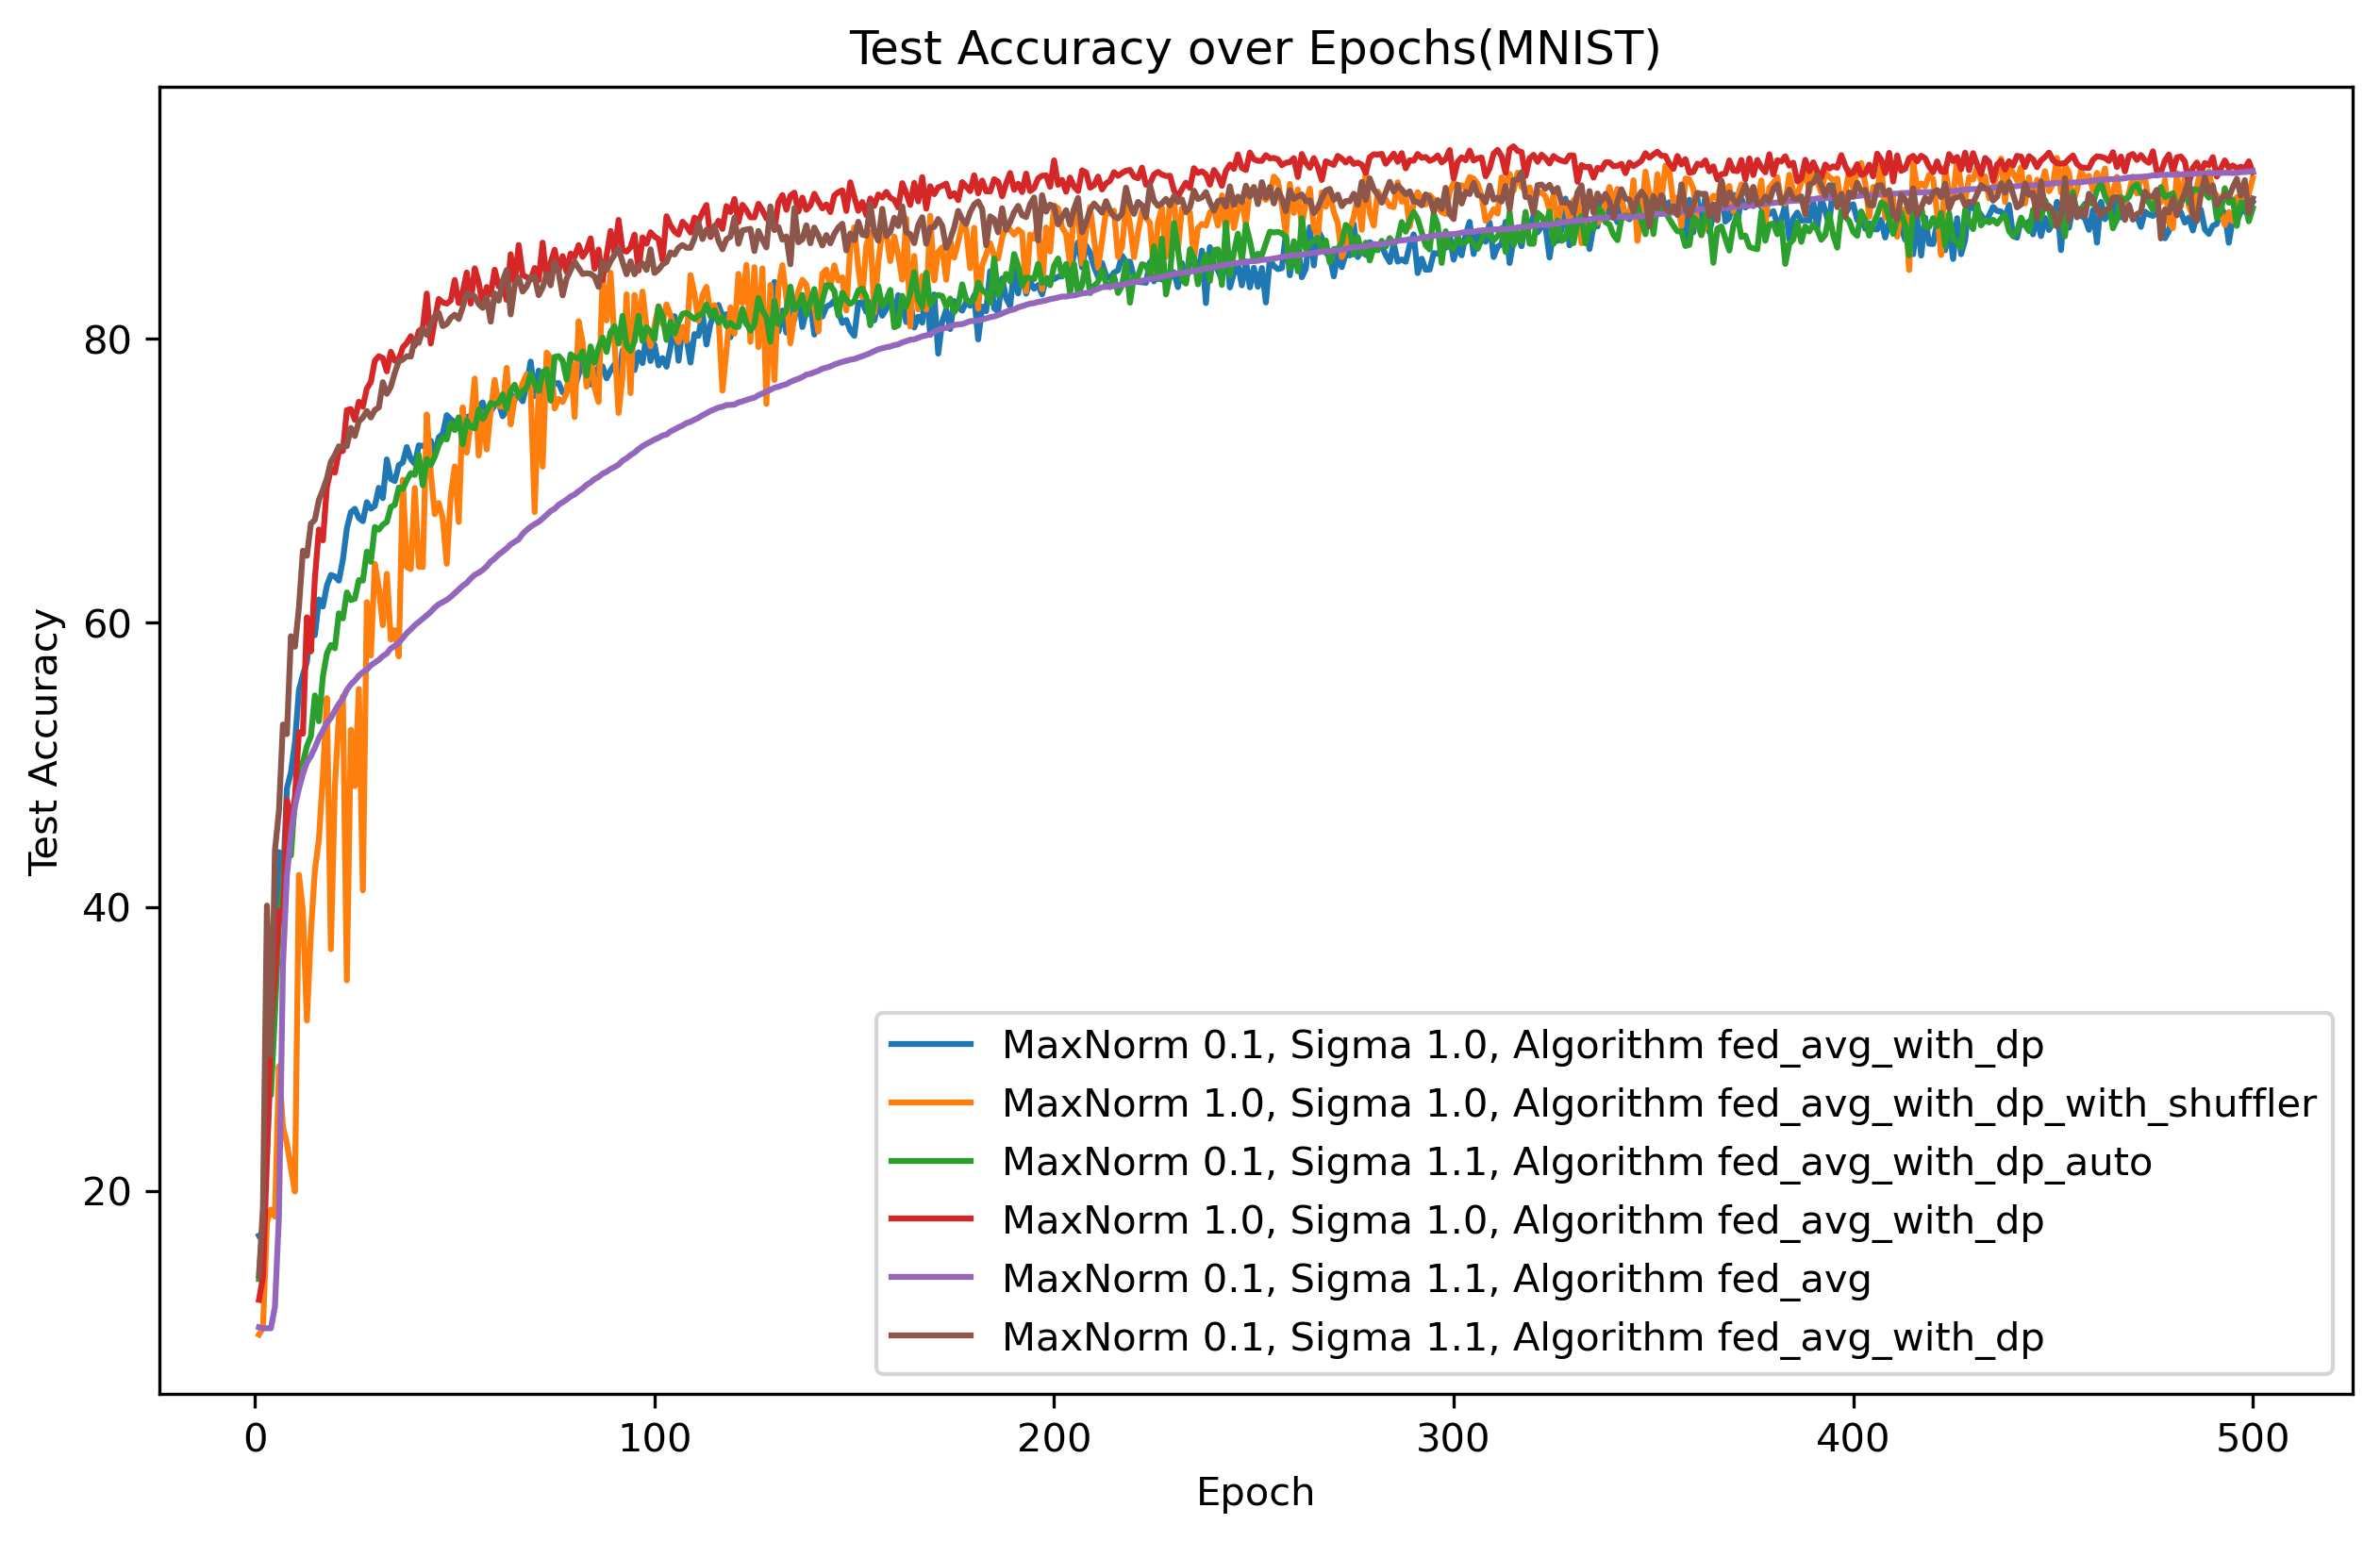 Test Accuracy over Epochs(MNIST)
Test Accuracy
80
60
40
20
MaxNorm 0.1, Sigma 1.0, Algorithm fed_avg_with_dp
MaxNorm 1.0, Sigma 1.0, Algorithm fed_avg_with_dp_with_shuffler
MaxNorm 0.1, Sigma 1.1, Algorithm fed_avg_with_dp_auto
MaxNorm 1.0, Sigma 1.0, Algorithm fed_avg_with_dp
MaxNorm 0.1, Sigma 1.1, Algorithm fed_avg
MaxNorm 0.1, Sigma 1.1, Algorithm fed_avg_with_dp
0 100 200 300 400 500
Epoch